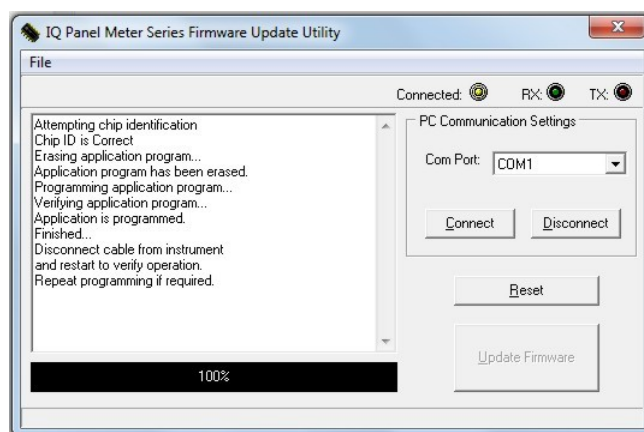 IQ Panel Meter Series Firmware Update Utility
File
Connected: RX: TX:
Attempting chip identification
Chip ID is Correct
Erasing application program...
Application program has been erased.
Programming application program...
Verifying application program...
Application is programmed.
Finished...
Disconnect cable from instrument
and restart to verify operation.
Repeat programming if required.
100%
PC Communication Settings
Com Port: COM1
Connect Disconnect
Reset
Update Firmware